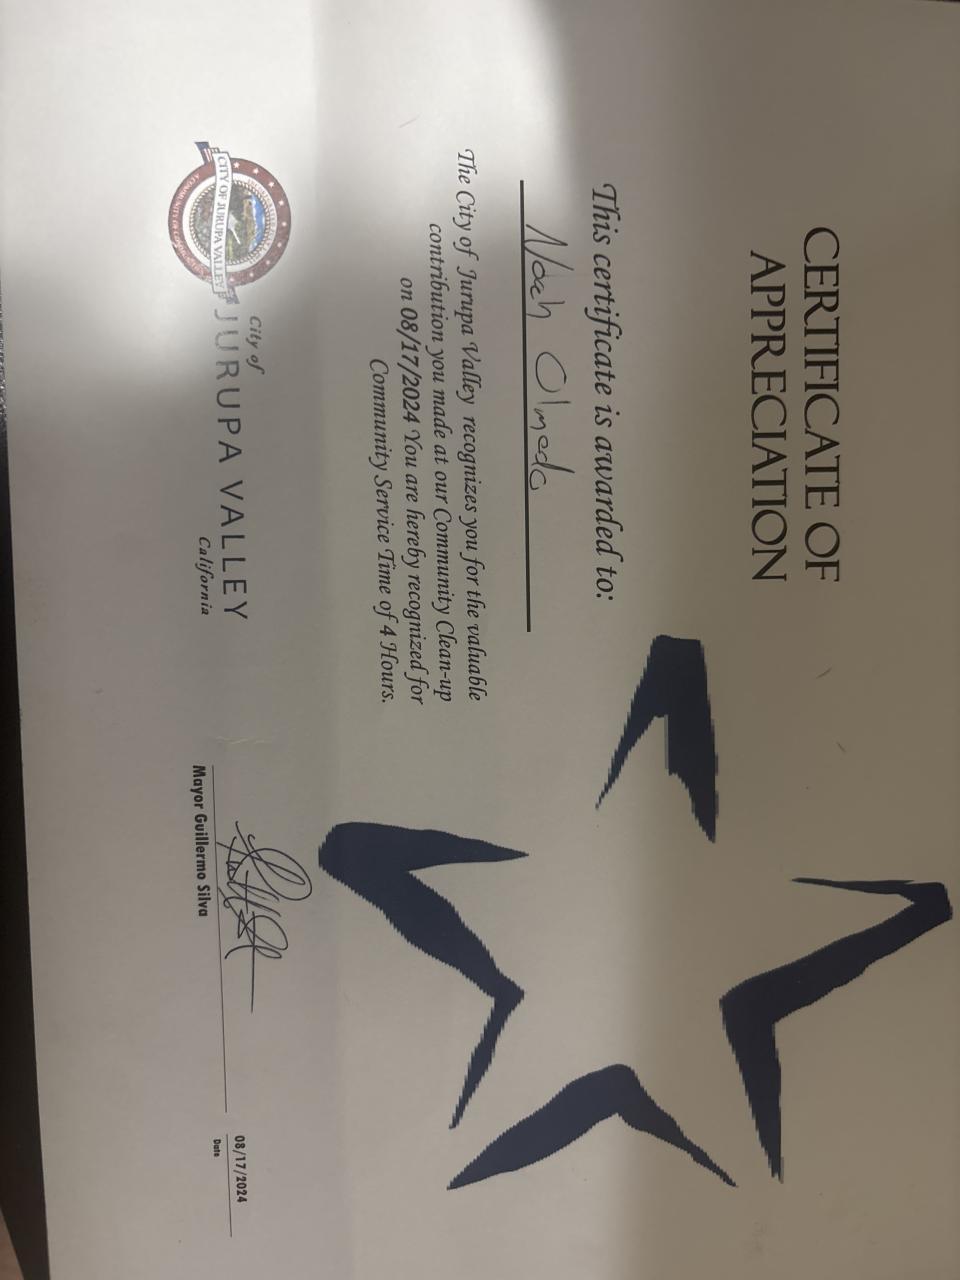 CERTIFICATE OF
APPRECIATION
This certificate is awarded to:
Noah Olmedo
The City of Jurupa Valley recognizes you for the valuable
contribution you made at our Community Clean-up
on 08/17/2024 You are hereby recognized for
Community Service Time of 4 Hours.
CITY OF JURUPA VALLEY
City of
JURUPA VALLEY
California
Mayor Guillermo Silva
08/17/2024
Date